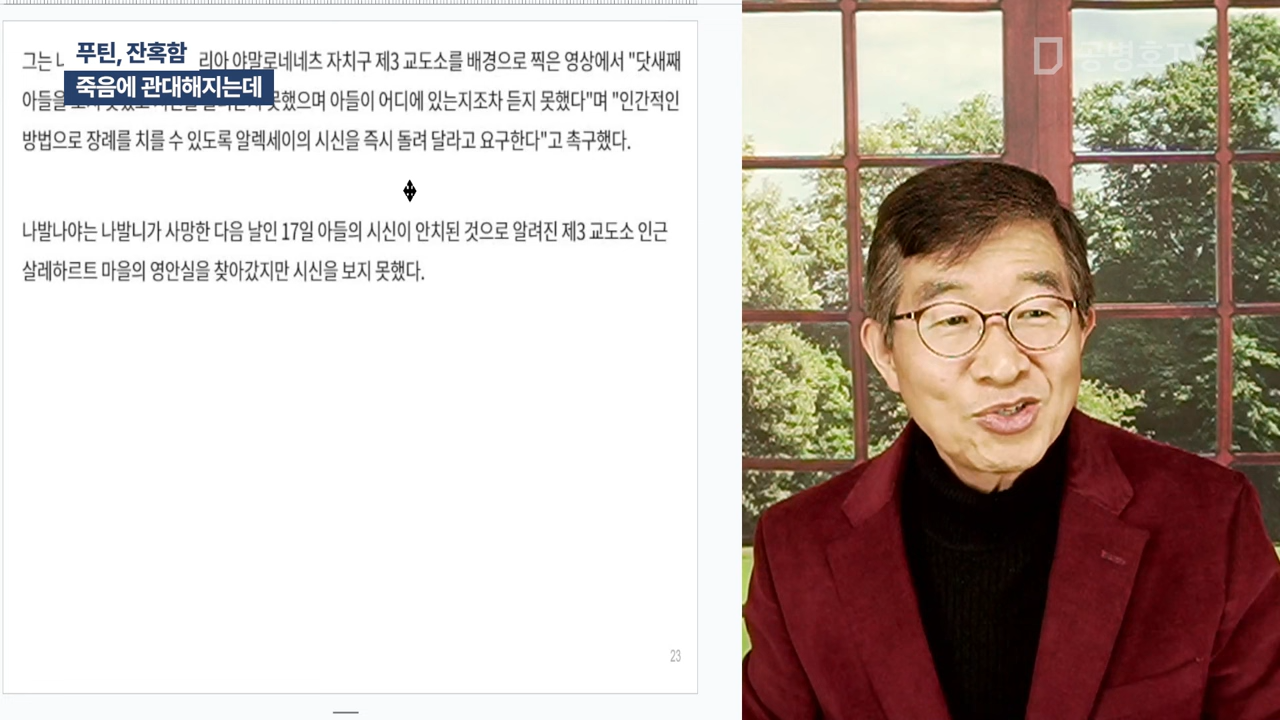 푸틴, 잔혹함
죽음에 관대해지는데
그는 리아 야말로네네츠 자치구 제3 교도소를 배경으로 찍은 영상에서 "닷새째
아들을 못했으며 아들이 어디에 있는지조차 듣지 못했다"며 "인간적인
방법으로 장례를 치를 수 있도록 알렉세이의 시신을 즉시 돌려 달라고 요구한다"고 촉구했다.
나발나야는 나발니가 사망한 다음 날인 17일 아들의 시신이 안치된 것으로 알려진 제3 교도소 인근
살레하르트 마을의 영안실을 찾아갔지만 시신을 보지 못했다.
23
공병호TV